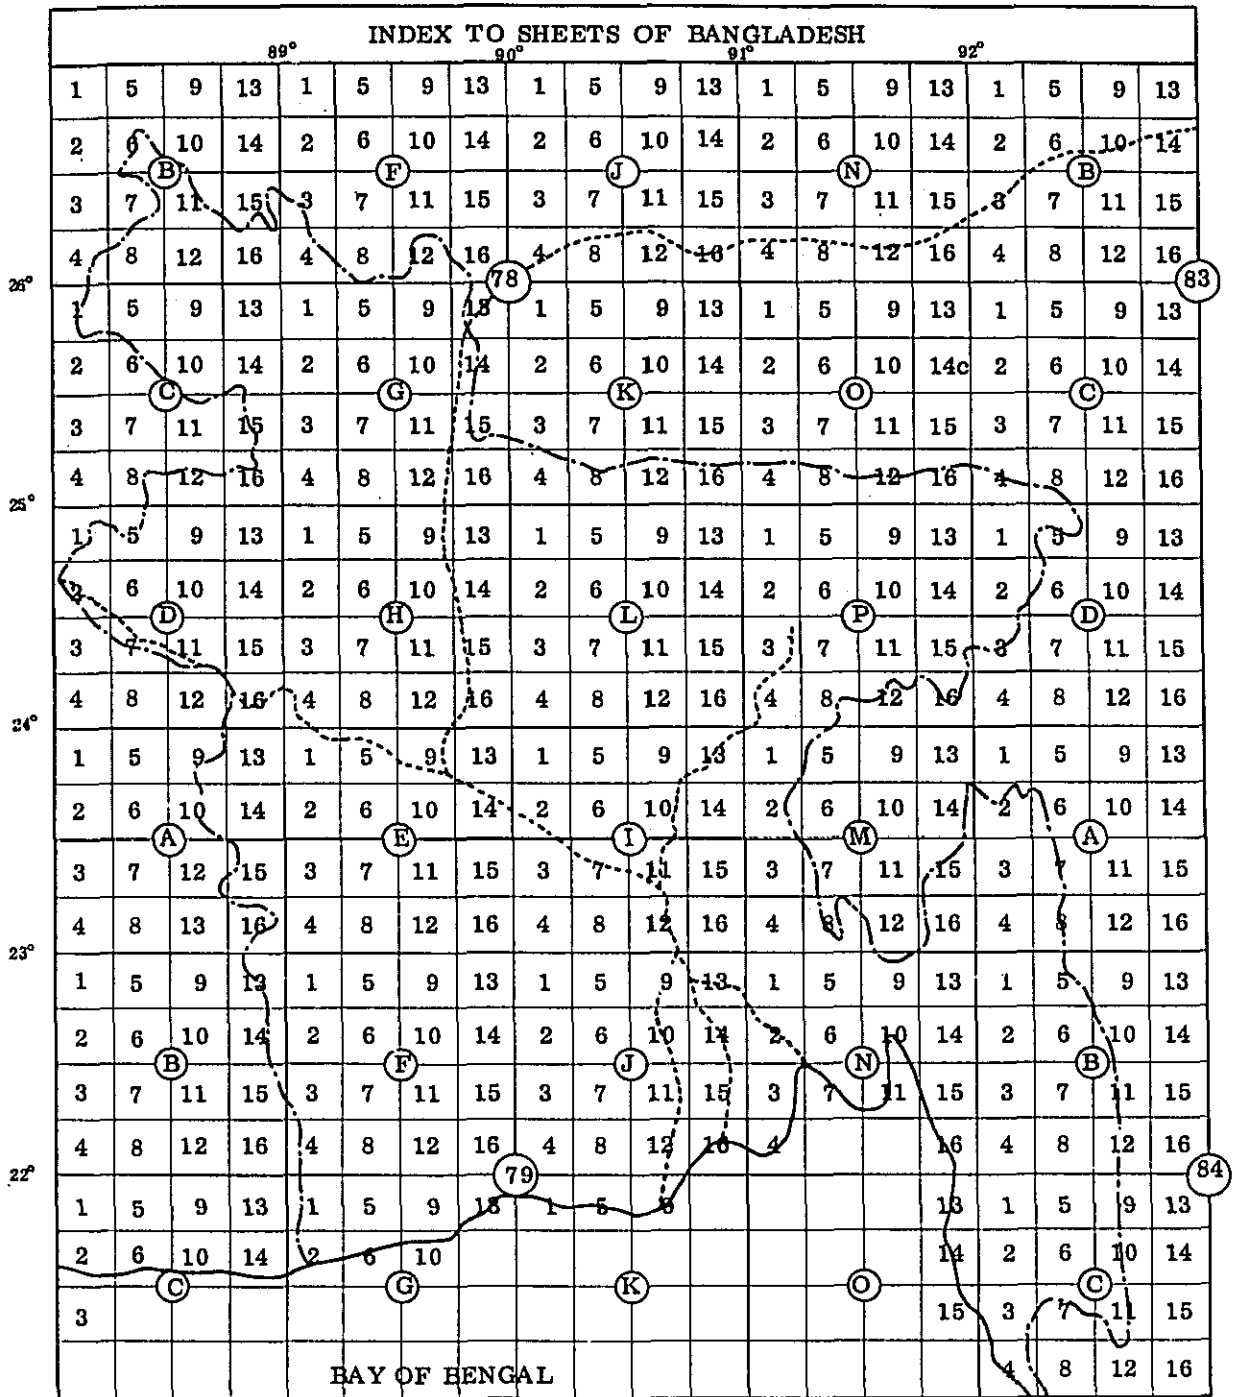 INDEX TO SHEETS OF BANGLADESH
89° 90° 91° 92°
1 5 9 13 1 5 9 13 1 5 9 13 1 5 9 13 1 5 9 13
2 6 10 14 2 6 10 14 2 6 10 14 2 6 10 14 2 6 10 14
B F J N B
3 7 11 15 3 7 11 15 3 7 11 15 3 7 11 15 3 7 11 15
4 8 12 16 4 8 12 16 4 8 12 16 4 8 12 16 4 8 12 16
26° 78 83
1 5 9 13 1 5 9 13 1 5 9 13 1 5 9 13 1 5 9 13
2 6 10 14 2 6 10 14 2 6 10 14 2 6 10 14c 2 6 10 14
C G K O C
3 7 11 15 3 7 11 15 3 7 11 15 3 7 11 15 3 7 11 15
4 8 12 16 4 8 12 16 4 8 12 16 4 8 12 16 4 8 12 16
25°
1 5 9 13 1 5 9 13 1 5 9 13 1 5 9 13 1 5 9 13
2 6 10 14 2 6 10 14 2 6 10 14 2 6 10 14 2 6 10 14
D H L P D
3 7 11 15 3 7 11 15 3 7 11 15 3 7 11 15 3 7 11 15
4 8 12 16 4 8 12 16 4 8 12 16 4 8 12 16 4 8 12 16
24°
1 5 9 13 1 5 9 13 1 5 9 13 1 5 9 13 1 5 9 13
2 6 10 14 2 6 10 14 2 6 10 14 2 6 10 14 2 6 10 14
A E I M A
3 7 12 15 3 7 11 15 3 7 11 15 3 7 11 15 3 7 11 15
4 8 13 16 4 8 12 16 4 8 12 16 4 8 12 16 4 8 12 16
23°
1 5 9 13 1 5 9 13 1 5 9 13 1 5 9 13 1 5 9 13
2 6 10 14 2 6 10 14 2 6 10 14 2 6 10 14 2 6 10 14
B F J N B
3 7 11 15 3 7 11 15 3 7 11 15 3 7 11 15 3 7 11 15
4 8 12 16 4 8 12 16 4 8 12 16 4 16 4 8 12 16
22° 79 84
1 5 9 13 1 5 9 13 1 5 9 13 1 5 9 13
2 6 10 14 2 6 10 14 2 6 10 14
C G K O C
3 15 3 7 11 15
BAY OF BENGAL 4 8 12 16